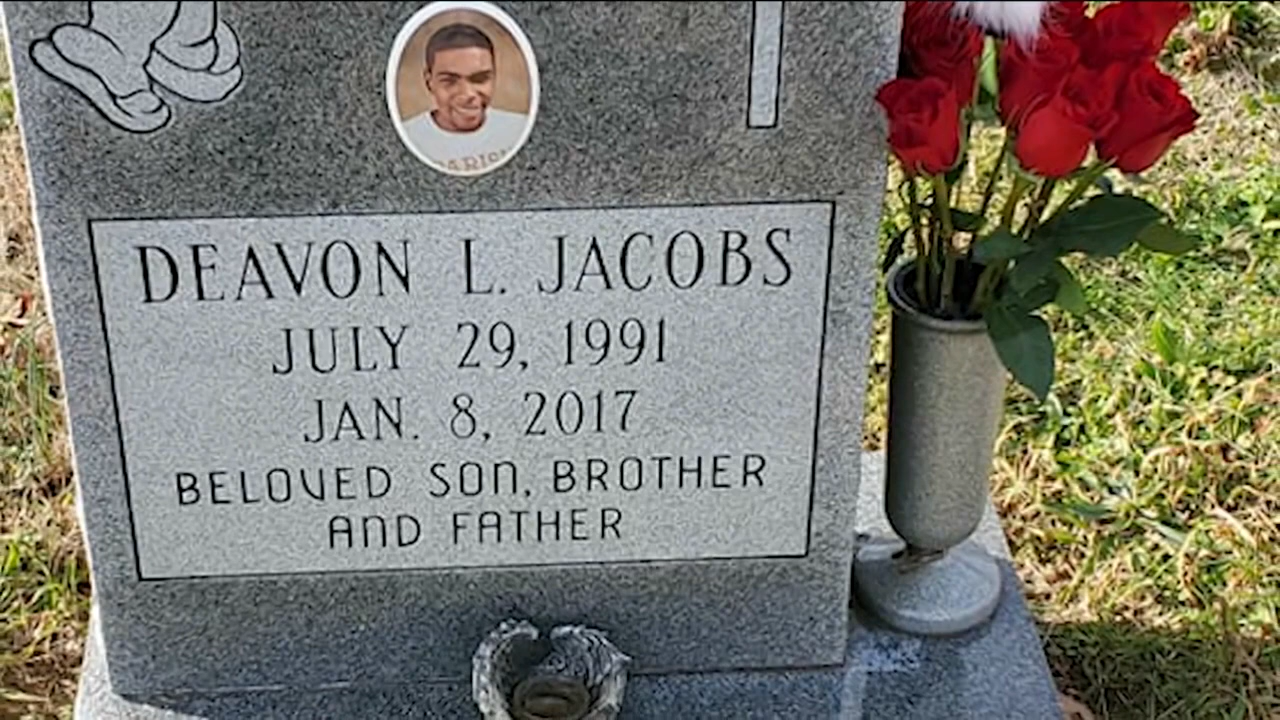 DEAVON L. JACOBS
JULY 29, 1991
JAN. 8, 2017
BELOVED SON, BROTHER
AND FATHER